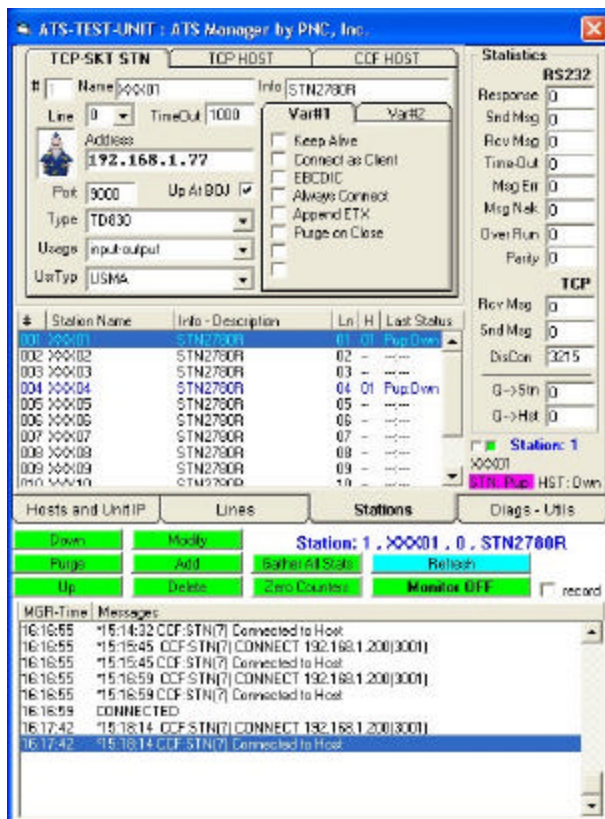 ATS-TEST-UNIT : ATS Manager by PNC, Inc.
TCP-SKT STN TCP HOST CCF HOST
# 1 Name XXX01 Info STN2780R
Line 0 TimeOut 1000
Address
192.168.1.77
Port 9000 Up At BOJ
Type TD830
Usage input-output
UsrTyp USMA
Var#1 Var#2
Keep Alive
Connect as Client
EBCDIC
Always Connect
Append ETX
Purge on Close
Statistics
RS232
Response 0
Snd Msg 0
Rcv Msg 0
Time-Out 0
Msg Err 0
Msg Nak 0
Over Run 0
Parity 0
TCP
Rcv Msg 0
Snd Msg 0
DisCon 3215
Q->Stn 0
Q->Hst 0
Station: 1
XXX01
STN: Pup HST: Dwn
# Station Name Info - Description Ln H Last Status
001 XXX01 STN2780R 01 01 Pup:Dwn
002 XXX02 STN2780R 02 -- --:--
003 XXX03 STN2780R 03 -- --:--
004 XXX04 STN2780R 04 01 Pup:Dwn
005 XXX05 STN2780R 05 -- --:--
006 XXX06 STN2780R 06 -- --:--
007 XXX07 STN2780R 07 -- --:--
008 XXX08 STN2780R 08 -- --:--
009 XXX09 STN2780R 09 -- --:--
010 XXX10 STN2780R 10 -- --:--
Hosts and Unit IP Lines Stations Diags - Utils
Down Modify Station: 1 , XXX01 , 0 , STN2780R
Purge Add Gather All Stats Refresh
Up Delete Zero Counters Monitor OFF record
MGR-Time Messages
16:16:55 *15:14:32 CCF:STN(7) Connected to Host
16:16:55 *15:15:45 CCF:STN(7) CONNECT 192.168.1.200(3001)
16:16:55 *15:15:45 CCF:STN(7) Connected to Host
16:16:55 *15:16:59 CCF:STN(7) CONNECT 192.168.1.200(3001)
16:16:55 *15:16:59 CCF:STN(7) Connected to Host
16:16:59 CONNECTED
16:17:42 *15:18:14 CCF:STN(7) CONNECT 192.168.1.200(3001)
16:17:42 *15:18:14 CCF:STN(7) Connected to Host